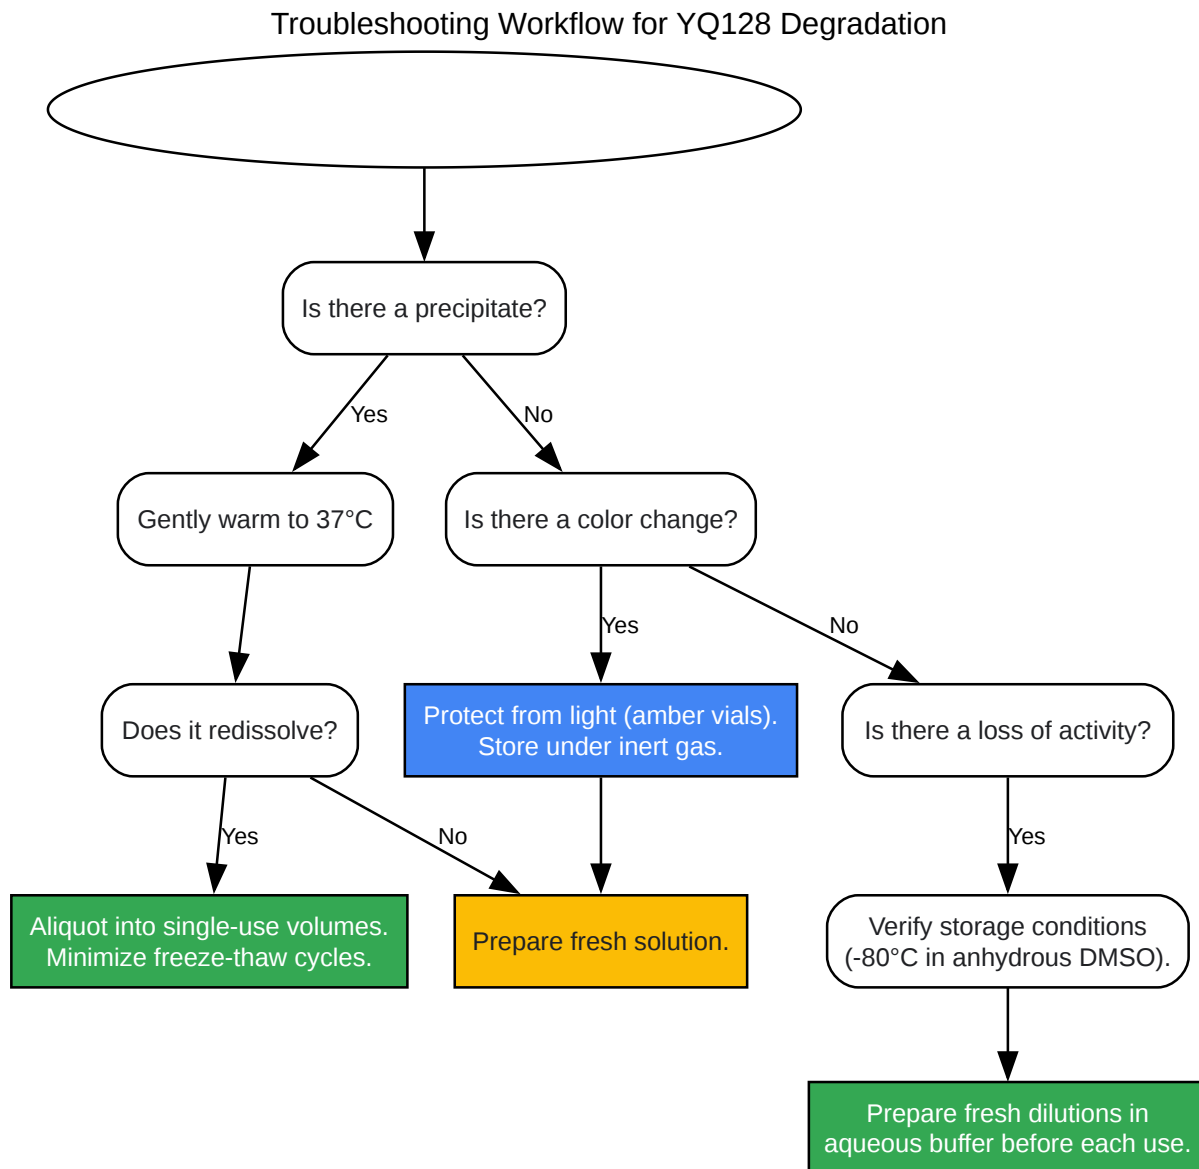 Troubleshooting Workflow for YQ128 Degradation
Is there a precipitate?
Yes
No
Gently warm to 37°C
Is there a color change?
Yes
No
Does it redissolve?
Protect from light (amber vials).
Store under inert gas.
Is there a loss of activity?
Yes
No
Yes
Aliquot into single-use volumes.
Minimize freeze-thaw cycles.
Prepare fresh solution.
Verify storage conditions
(-80°C in anhydrous DMSO).
Prepare fresh dilutions in
aqueous buffer before each use.